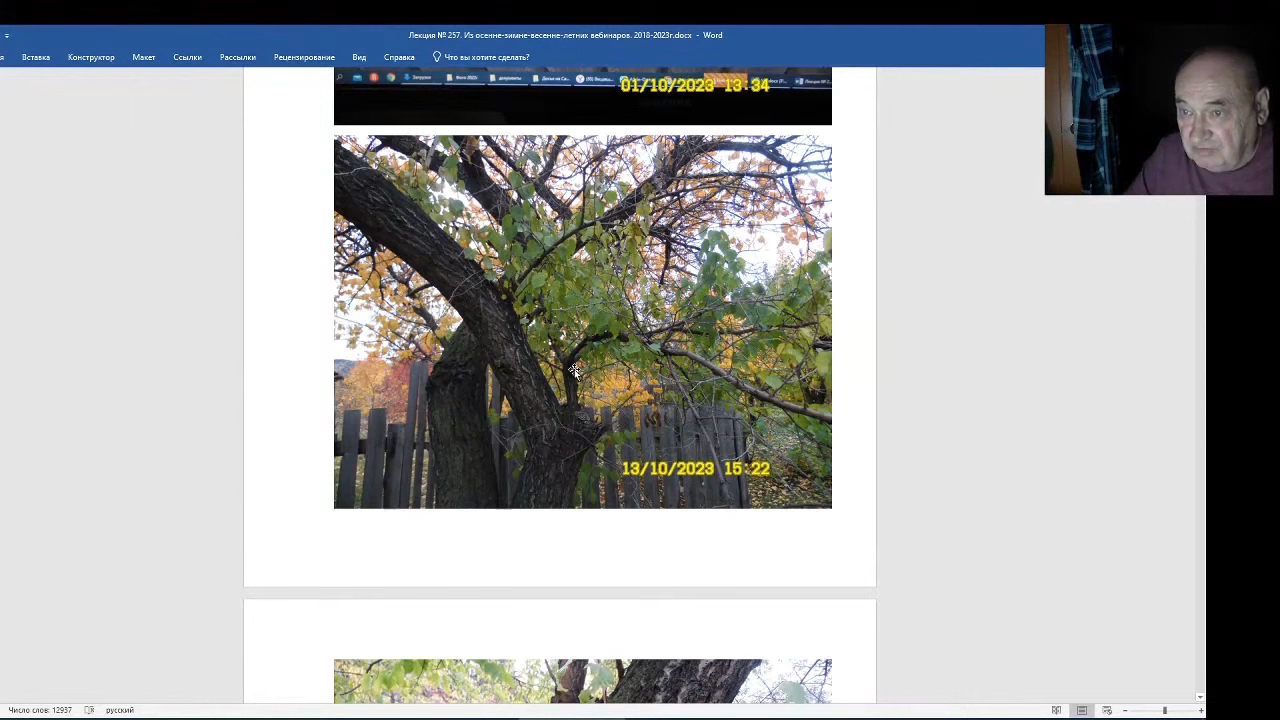 Лекция № 257. Из осенне-зимне-весенне-летних вебинаров. 2018-2023г.docx - Word
Вставка Конструктор Макет Ссылки Рассылки Рецензирование Вид Справка Что вы хотите сделать?
Загрузки документы
01/10/2023 13:34
13/10/2023 15:22
Число слов: 12937 русский